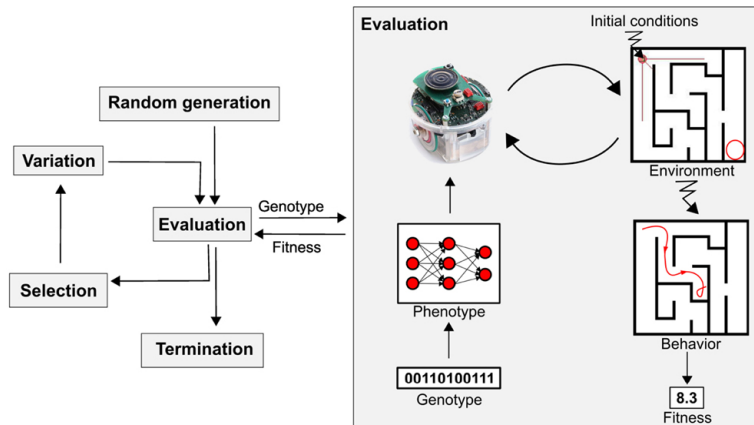 Random generation
Variation
Evaluation
Genotype
Fitness
Selection
Termination
Evaluation
Initial conditions
Environment
Phenotype
Behavior
00110100111
Genotype
8.3
Fitness